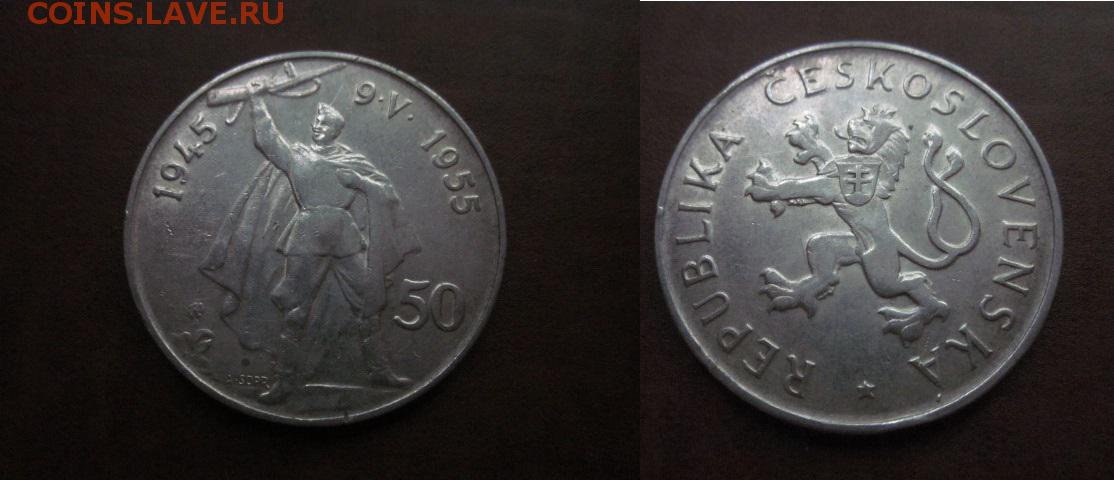 COINS.LAVE.RU
1945 9·V·1955
50
REPUBLIKA ČESKOSLOVENSKÁ